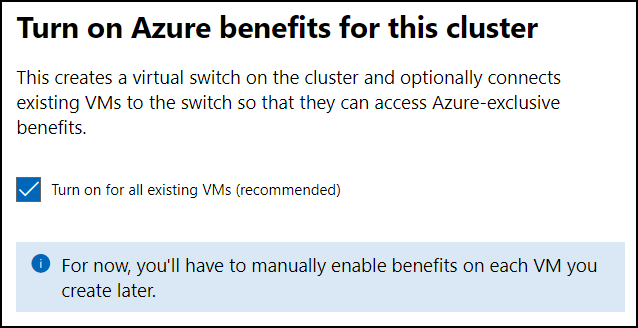 Turn on Azure benefits for this cluster
This creates a virtual switch on the cluster and optionally connects
existing VMs to the switch so that they can access Azure-exclusive
benefits.
Turn on for all existing VMs (recommended)
For now, you'll have to manually enable benefits on each VM you
create later.